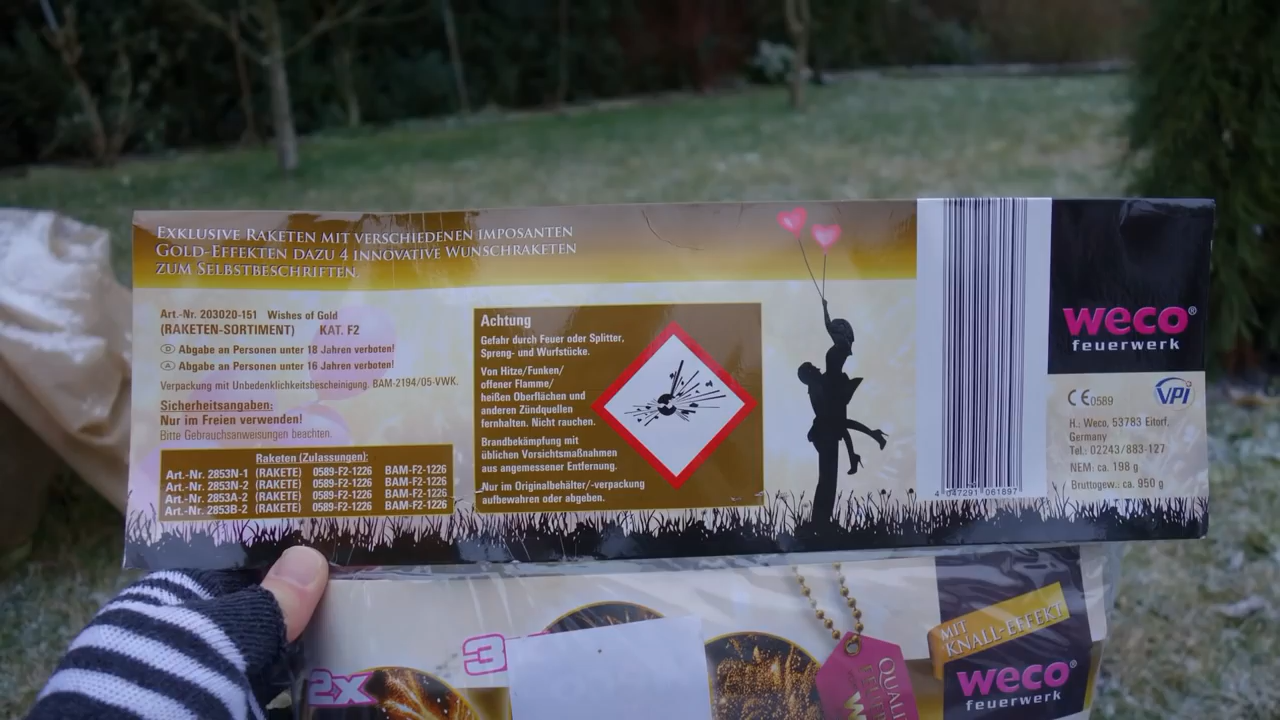 EXKLUSIVE RAKETEN MIT VERSCHIEDENEN IMPOSANTEN
GOLD-EFFEKTEN DAZU 4 INNOVATIVE WUNSCHRAKETEN
ZUM SELBSTBESCHRIFTEN.
Art.-Nr. 203020-151 Wishes of Gold
(RAKETEN-SORTIMENT) KAT. F2
D Abgabe an Personen unter 18 Jahren verboten!
A Abgabe an Personen unter 16 Jahren verboten!
Verpackung mit Unbedenklichkeitsbescheinigung. BAM-2194/05-VWK.
Sicherheitsangaben:
Nur im Freien verwenden!
Bitte Gebrauchsanweisungen beachten.
Raketen (Zulassungen):
Art.-Nr. 2853N-1 (RAKETE) 0589-F2-1226 BAM-F2-1226
Art.-Nr. 2853N-2 (RAKETE) 0589-F2-1226 BAM-F2-1226
Art.-Nr. 2853A-2 (RAKETE) 0589-F2-1226 BAM-F2-1226
Art.-Nr. 2853B-2 (RAKETE) 0589-F2-1226 BAM-F2-1226
Achtung
Gefahr durch Feuer oder Splitter,
Spreng- und Wurfstücke.
Von Hitze/Funken/
offener Flamme/
heißen Oberflächen und
anderen Zündquellen
fernhalten. Nicht rauchen.
Brandbekämpfung mit
üblichen Vorsichtsmaßnahmen
aus angemessener Entfernung.
Nur im Originalbehälter/-verpackung
aufbewahren oder abgeben.
4 047291 061897
weco®
feuerwerk
CE0589 VPI
H.: Weco, 53783 Eitorf,
Germany
Tel.: 02243/883-127
NEM: ca. 198 g
Bruttogew.: ca. 950 g
2x
3
QUALI
W
MIT
KNALL-EFFEKT
weco®
feuerwerk